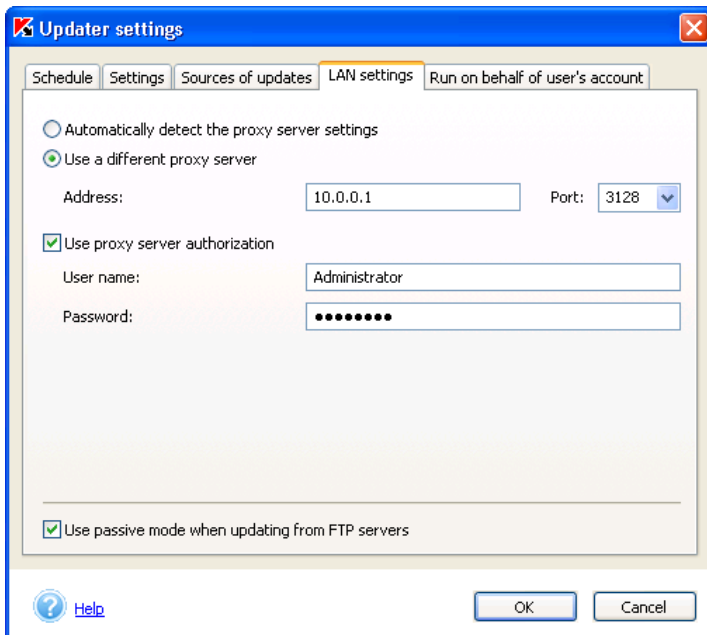 Updater settings
Schedule Settings Sources of updates LAN settings Run on behalf of user's account
Automatically detect the proxy server settings
Use a different proxy server
Address: 10.0.0.1 Port: 3128
Use proxy server authorization
User name: Administrator
Password: ●●●●●●●●
Use passive mode when updating from FTP servers
Help OK Cancel